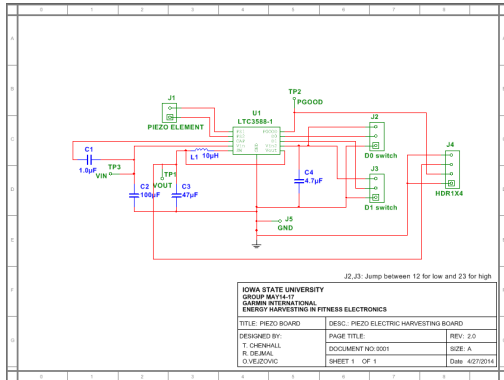 J1
PIEZO ELEMENT
U1
LTC3588-1
TP2
PGOOD
J2
D0 switch
J4
HDR1X4
C1
1.0µF
TP3
VIN
L1 10µH
TP1
VOUT
C2
100µF
C3
47µF
C4
4.7µF
J3
D1 switch
J5
GND
J2,J3: Jump between 12 for low and 23 for high
IOWA STATE UNIVERSITY
GROUP MAY14-17
GARMIN INTERNATIONAL
ENERGY HARVESTING IN FITNESS ELECTRONICS
TITLE: PIEZO BOARD
DESC.: PIEZO ELECTRIC HARVESTING BOARD
DESIGNED BY:
T. CHENHALL
R. DEJMAL
O.VEJZOVIC
PAGE TITLE:
REV: 2.0
DOCUMENT NO:0001
SIZE: A
SHEET 1 OF 1
Date 4/27/2014